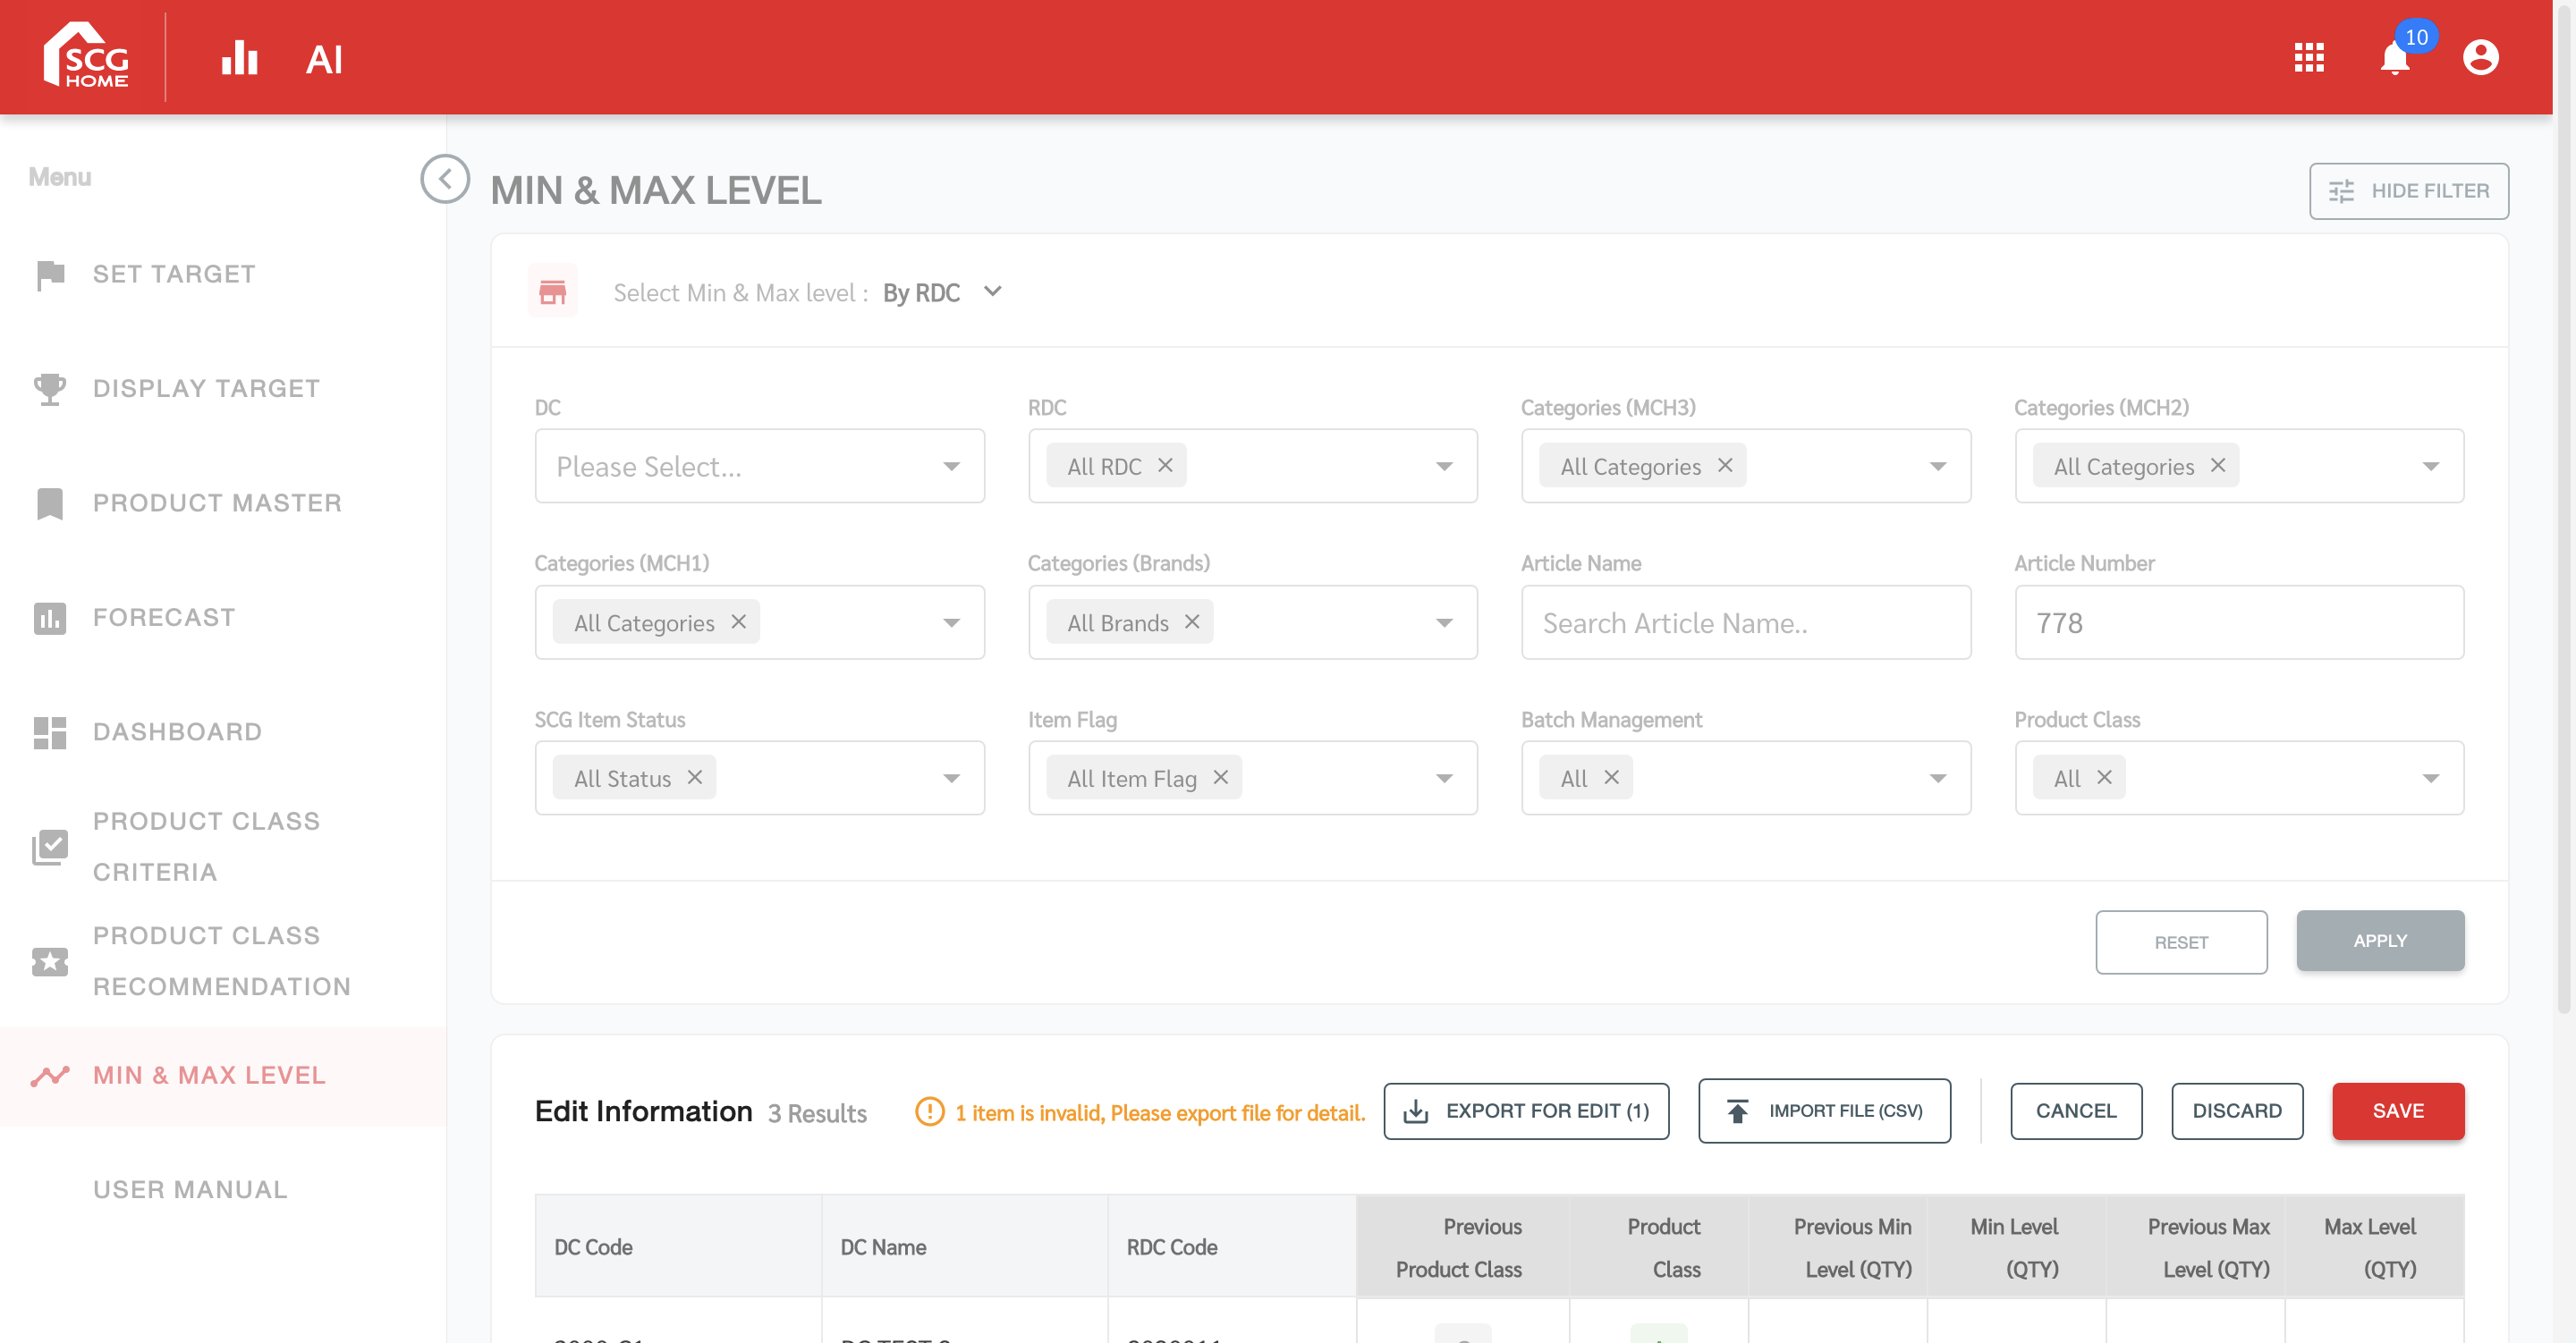 SCG
HOME
AI
10
Menu
MIN & MAX LEVEL
HIDE FILTER
SET TARGET
DISPLAY TARGET
PRODUCT MASTER
FORECAST
DASHBOARD
PRODUCT CLASS
CRITERIA
PRODUCT CLASS
RECOMMENDATION
MIN & MAX LEVEL
USER MANUAL
Select Min & Max level : By RDC
DC
RDC
Categories (MCH3)
Categories (MCH2)
Please Select...
All RDC
All Categories
All Categories
Categories (MCH1)
Categories (Brands)
Article Name
Article Number
All Categories
All Brands
Search Article Name..
778
SCG Item Status
Item Flag
Batch Management
Product Class
All Status
All Item Flag
All
All
RESET
APPLY
Edit Information 3 Results
1 item is invalid, Please export file for detail.
EXPORT FOR EDIT (1)
IMPORT FILE (CSV)
CANCEL
DISCARD
SAVE
DC Code
DC Name
RDC Code
Previous
Product Class
Product
Class
Previous Min
Level (QTY)
Min Level
(QTY)
Previous Max
Level (QTY)
Max Level
(QTY)